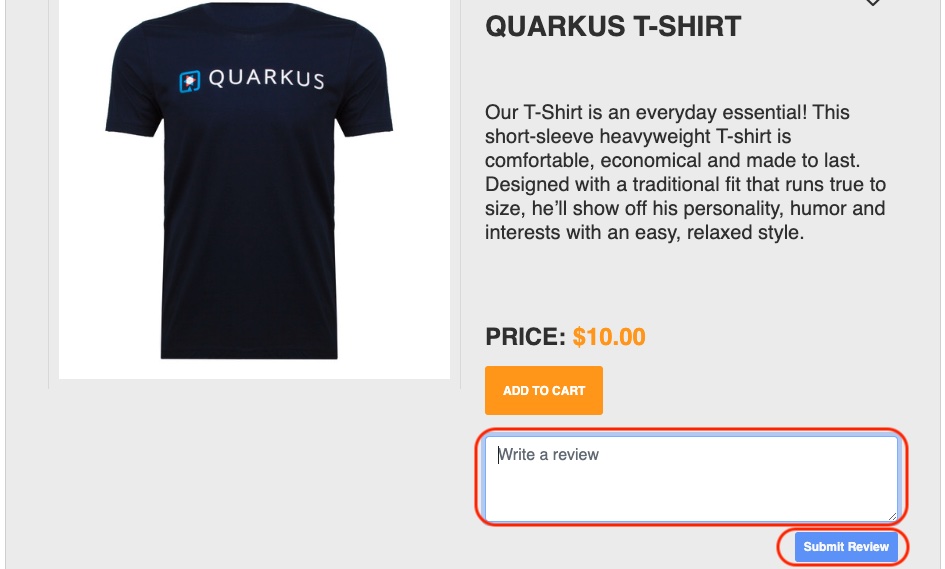 QUARKUS
QUARKUS T-SHIRT
Our T-Shirt is an everyday essential! This
short-sleeve heavyweight T-shirt is
comfortable, economical and made to last.
Designed with a traditional fit that runs true to
size, he’ll show off his personality, humor and
interests with an easy, relaxed style.
PRICE: $10.00
ADD TO CART
Write a review
Submit Review